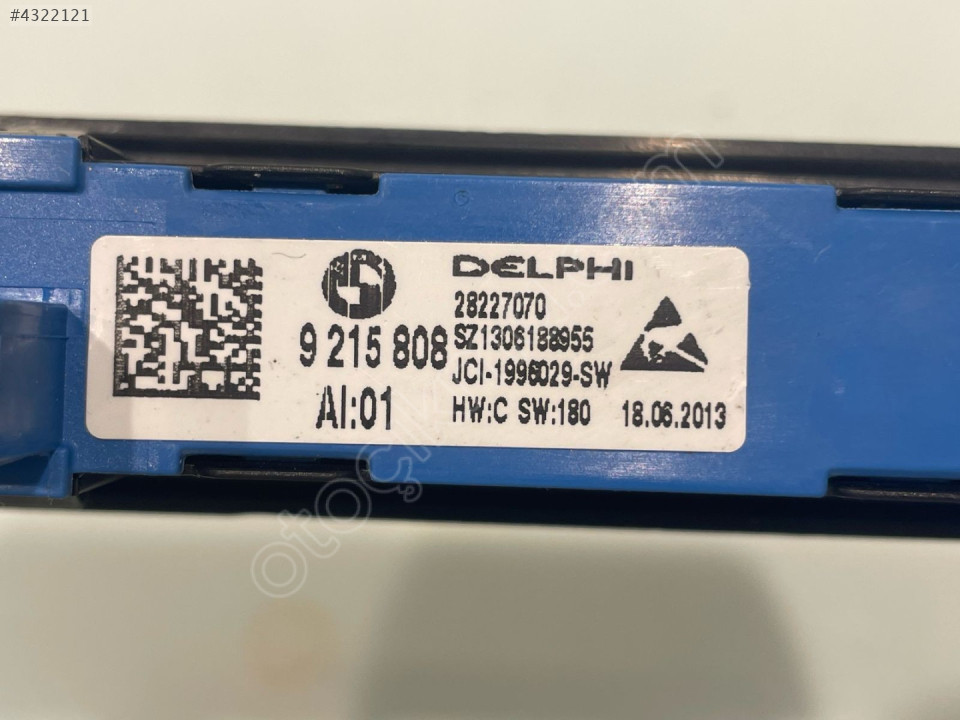 #4322121
DELPHI
28227070
9 215 808
SZ1306188955
JCI-1996029-SW
AI:01
HW:C SW:180 18.06.2013